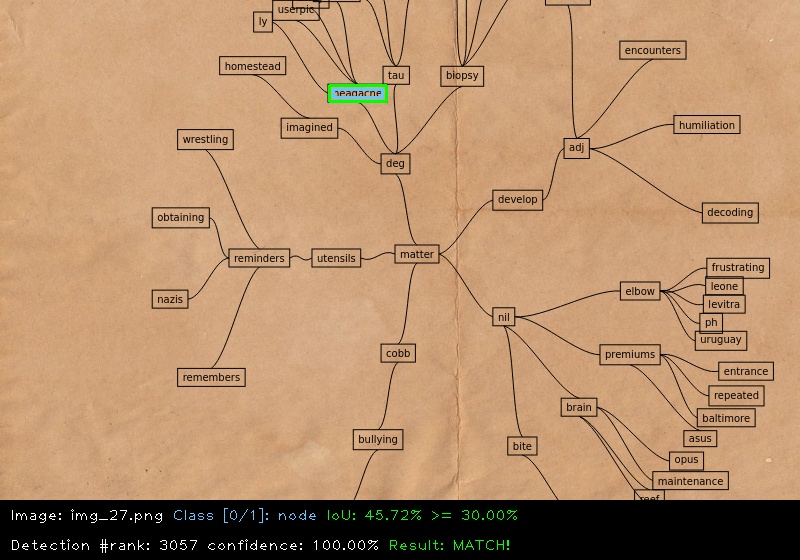 userpic
ly
homestead
tau
biopsy
encounters
headache
imagined
humiliation
wrestling
adj
deg
develop
decoding
obtaining
matter
reminders
utensils
frustrating
leone
elbow
nazis
levitra
nil
ph
uruguay
cobb
premiums
entrance
remembers
repeated
brain
baltimore
asus
bullying
bite
opus
maintenance
reef
Image: img_27.png Class [0/1]: node IoU: 45.72% >= 30.00%
Detection #rank: 3057 confidence: 100.00% Result: MATCH!